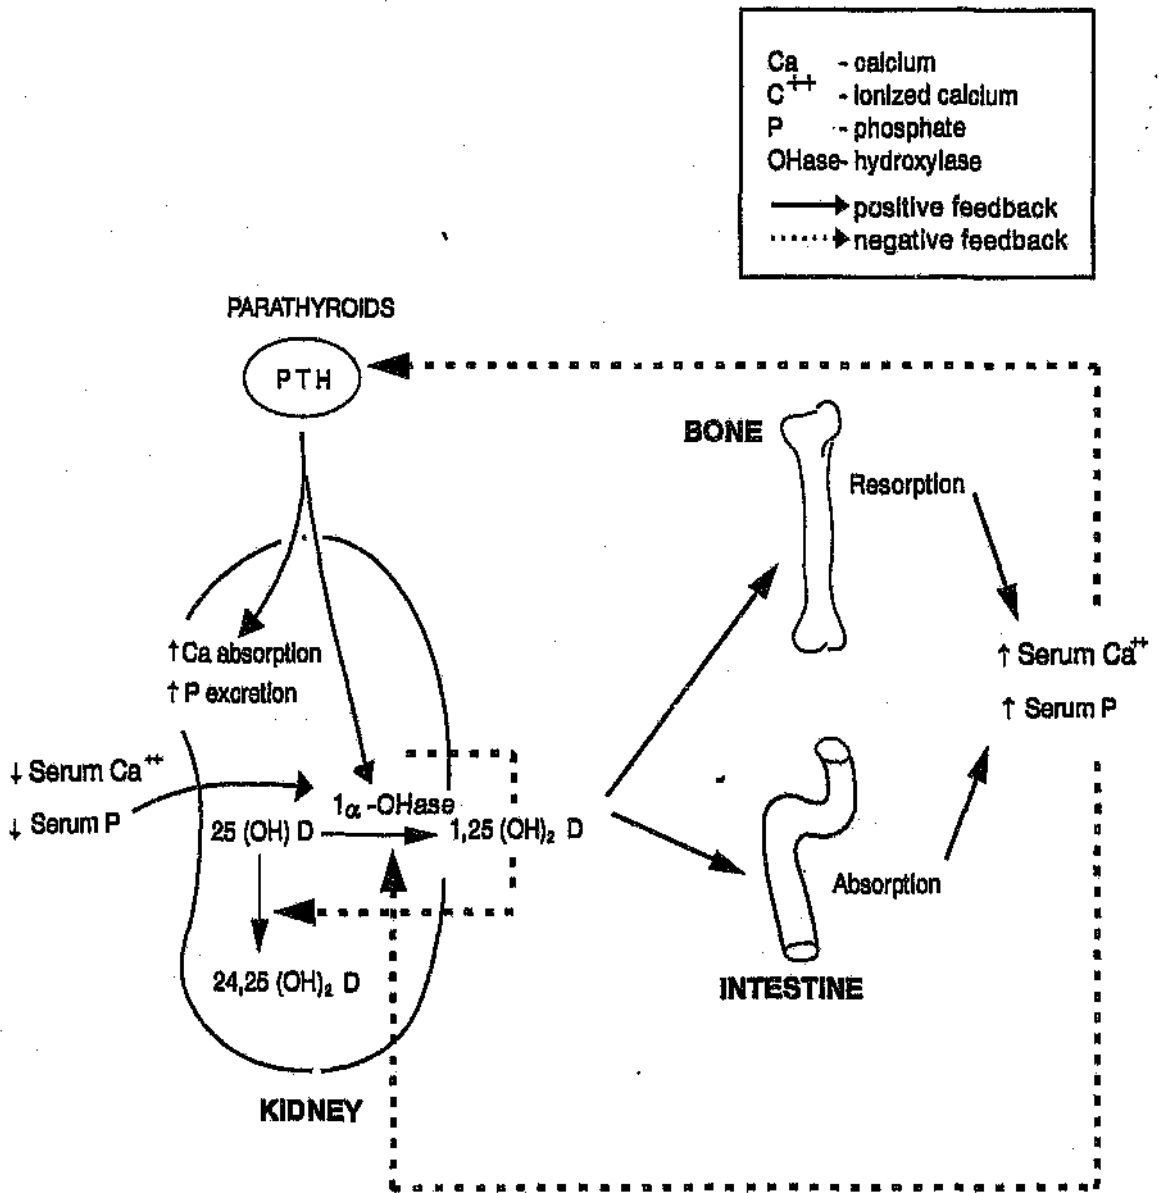 Ca - calcium
C++ - ionized calcium
P - phosphate
OHase- hydroxylase
positive feedback
negative feedback
PARATHYROIDS
PTH
BONE
Resorption
↑Ca absorption
↑P excretion
↑ Serum Ca++
↑ Serum P
↓ Serum Ca++
↓ Serum P
1α-OHase
25 (OH) D
1,25 (OH)₂ D
Absorption
24,25 (OH)₂ D
INTESTINE
KIDNEY